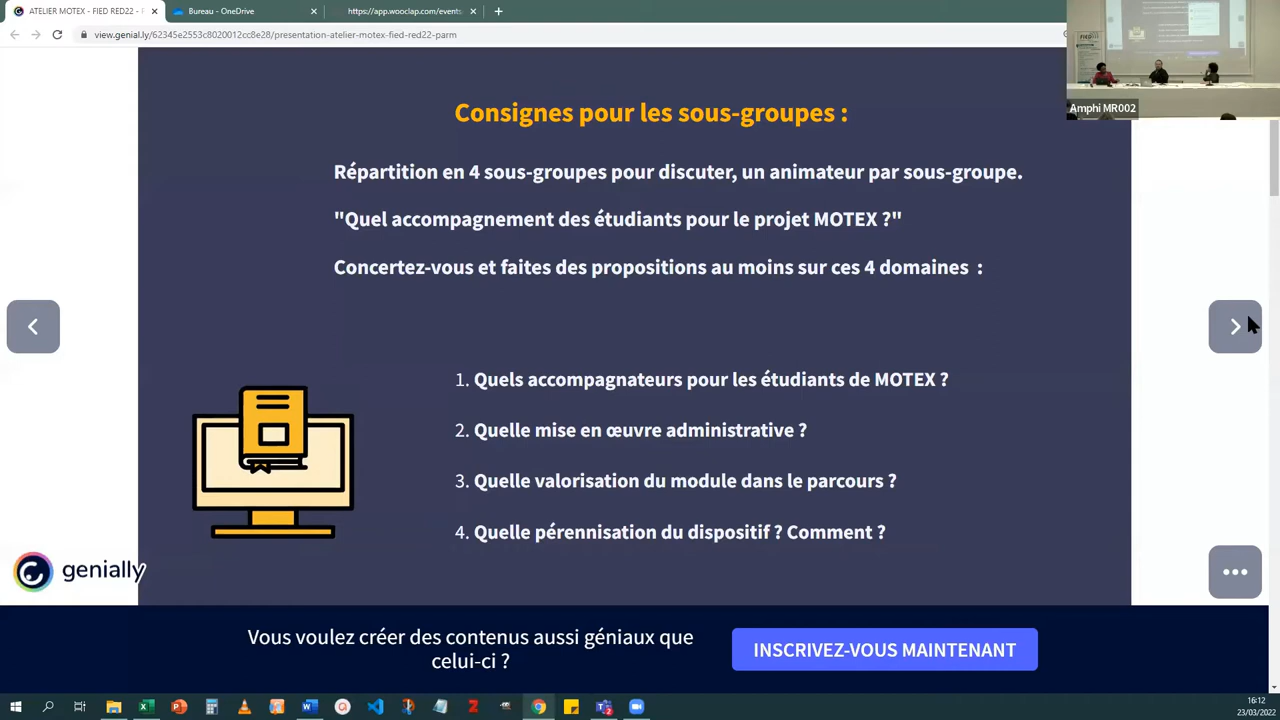 ATELIER MOTEX - FIED RED22 - P
Bureau - OneDrive
https://app.wooclap.com/events
view.genial.ly/62345e2553c8020012cc8e28/presentation-atelier-motex-fied-red22-parm
Amphi MR002
Consignes pour les sous-groupes :
Répartition en 4 sous-groupes pour discuter, un animateur par sous-groupe.
"Quel accompagnement des étudiants pour le projet MOTEX ?"
Concertez-vous et faites des propositions au moins sur ces 4 domaines :
1. Quels accompagnateurs pour les étudiants de MOTEX ?
2. Quelle mise en œuvre administrative ?
3. Quelle valorisation du module dans le parcours ?
4. Quelle pérennisation du dispositif ? Comment ?
genially
Vous voulez créer des contenus aussi géniaux que
celui-ci ?
INSCRIVEZ-VOUS MAINTENANT
16:12
23/03/2022